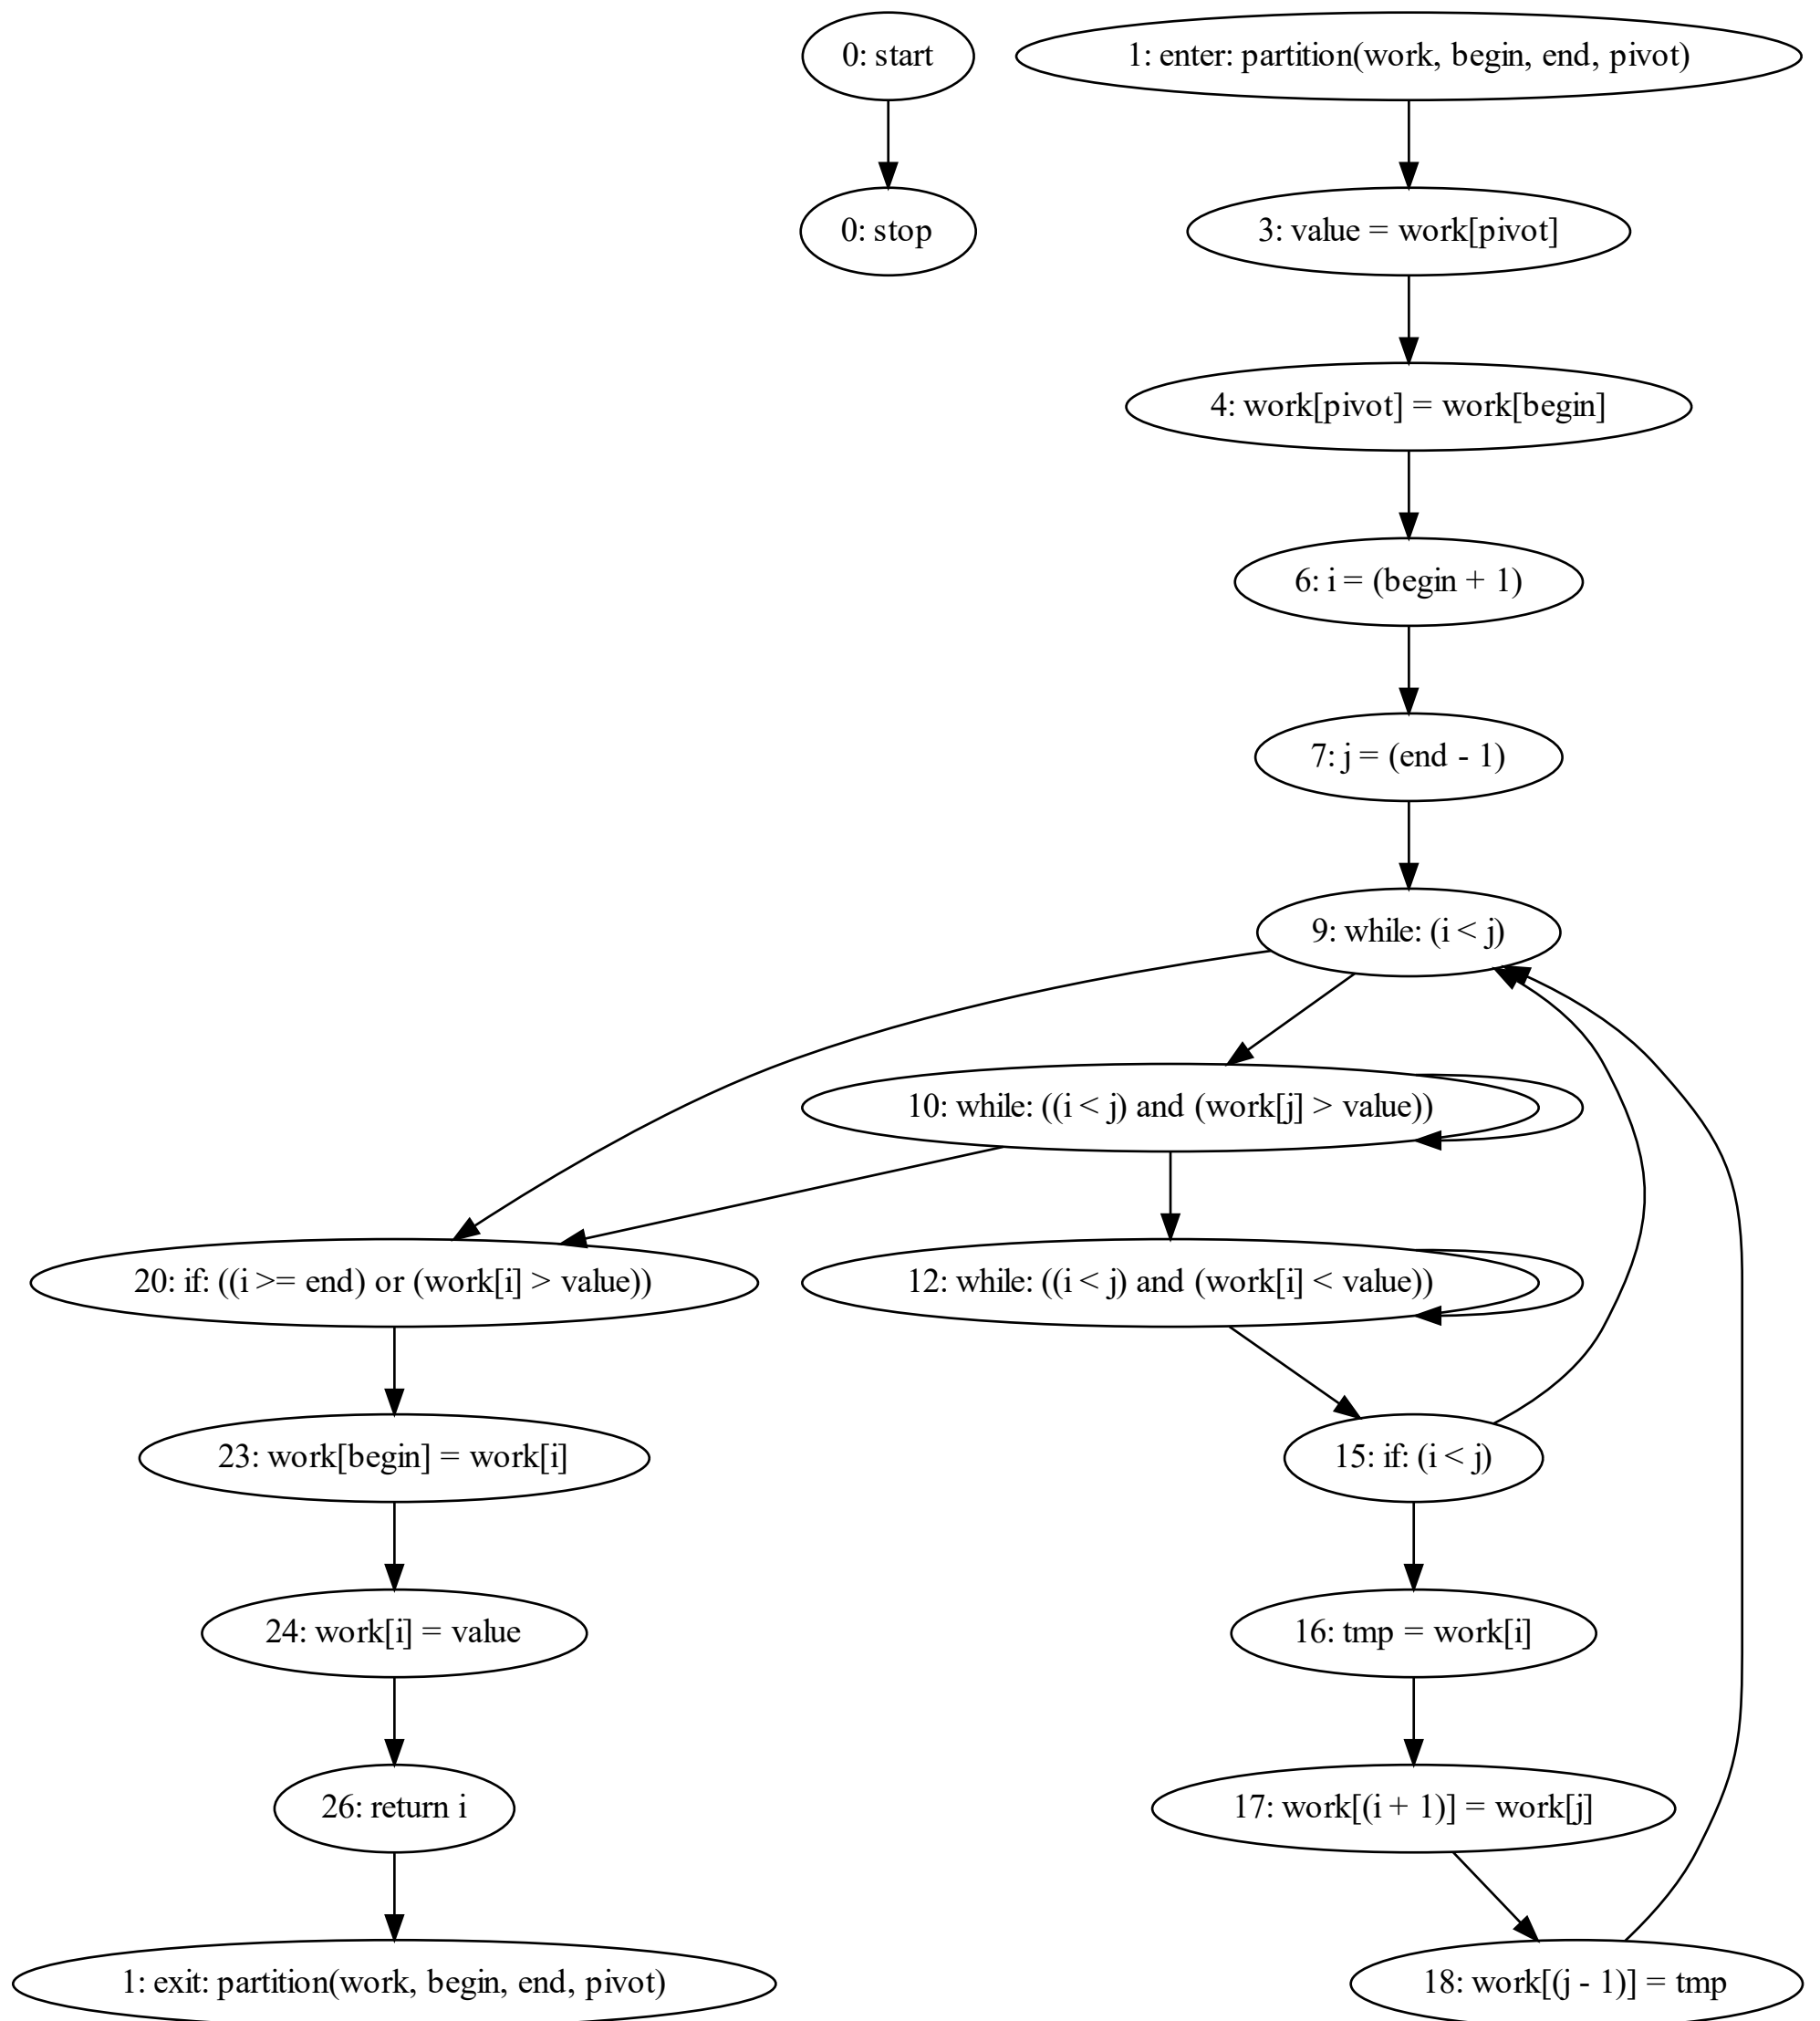 0: start
1: enter: partition(work, begin, end, pivot)
0: stop
3: value = work[pivot]
4: work[pivot] = work[begin]
6: i = (begin + 1)
7: j = (end - 1)
9: while: (i < j)
10: while: ((i < j) and (work[j] > value))
20: if: ((i >= end) or (work[i] > value))
12: while: ((i < j) and (work[i] < value))
23: work[begin] = work[i]
15: if: (i < j)
24: work[i] = value
16: tmp = work[i]
26: return i
17: work[(i + 1)] = work[j]
1: exit: partition(work, begin, end, pivot)
18: work[(j - 1)] = tmp